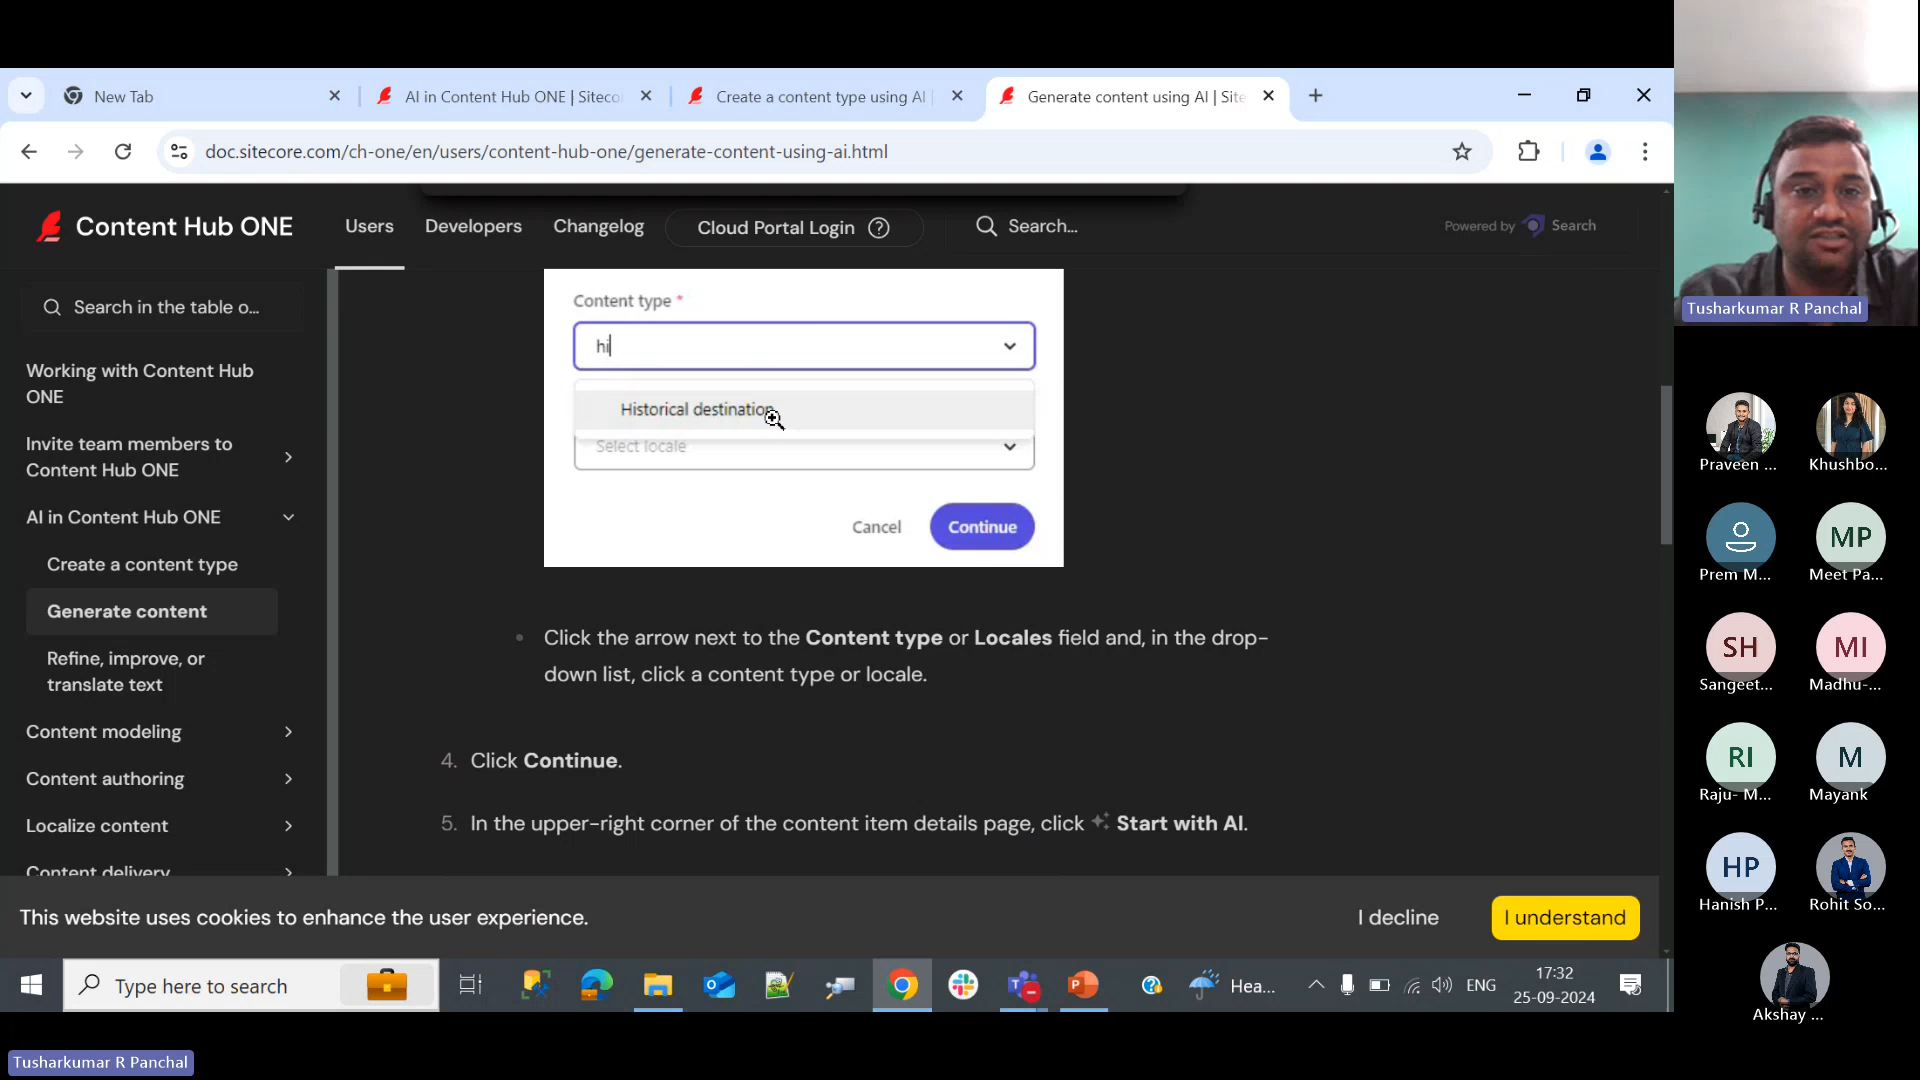 New Tab
AI in Content Hub ONE | Siteco
Create a content type using AI |
Generate content using AI | Site
doc.sitecore.com/ch-one/en/users/content-hub-one/generate-content-using-ai.html
Content Hub ONE
Users
Developers
Changelog
Cloud Portal Login
Search...
Powered by Search
Search in the table o...
Working with Content Hub
ONE
Invite team members to
Content Hub ONE
AI in Content Hub ONE
Create a content type
Generate content
Refine, improve, or
translate text
Content modeling
Content authoring
Localize content
Content delivery
Content type *
hi
Historical destination
Select locale
Cancel
Continue
• Click the arrow next to the Content type or Locales field and, in the drop-
down list, click a content type or locale.
4. Click Continue.
5. In the upper-right corner of the content item details page, click Start with AI.
This website uses cookies to enhance the user experience.
I decline
I understand
Type here to search
Hea...
ENG
17:32
25-09-2024
Tusharkumar R Panchal
Praveen ...
Khushbo...
Prem M...
MP
Meet Pa...
SH
Sangeet...
MI
Madhu-...
RI
Raju- M...
M
Mayank
HP
Hanish P...
Rohit So...
Akshay ...
Tusharkumar R Panchal